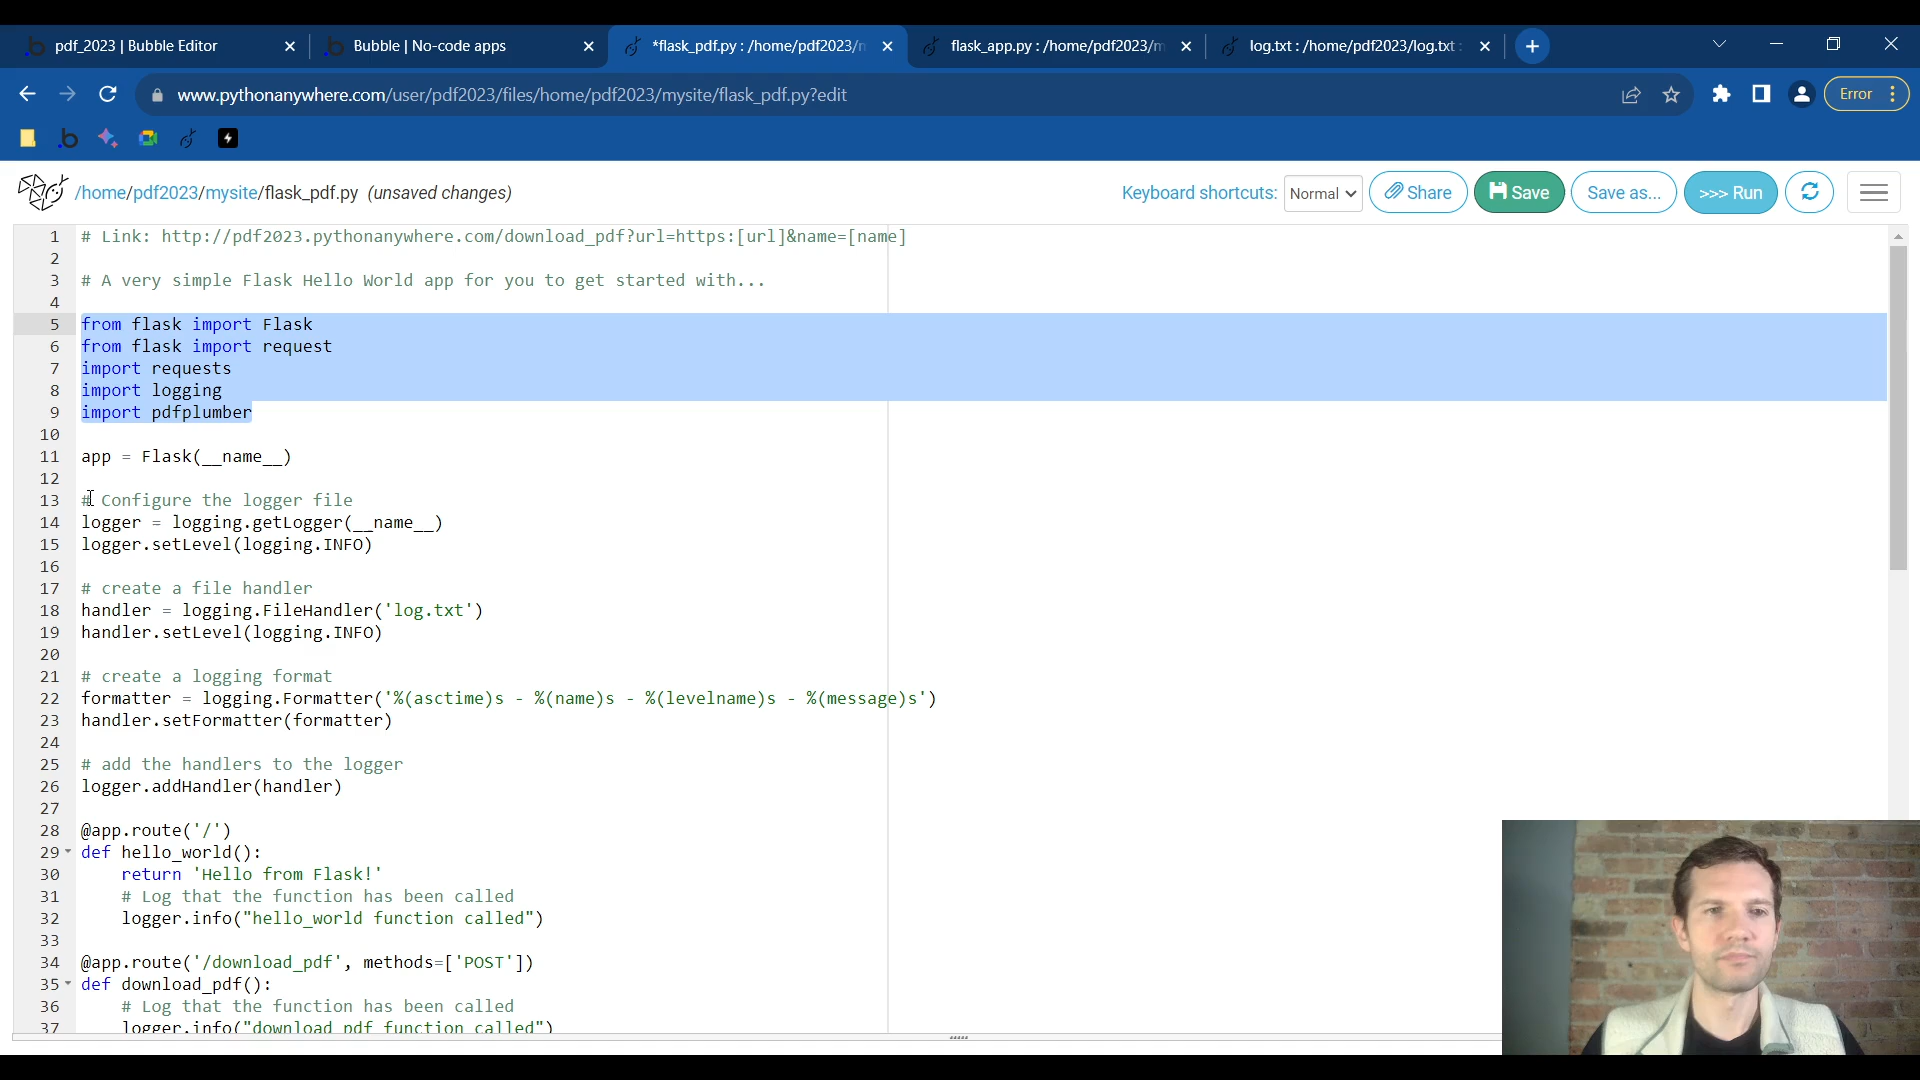 pdf_2023 | Bubble Editor
Bubble | No-code apps
*flask_pdf.py : /home/pdf2023/
flask_app.py : /home/pdf2023/
log.txt : /home/pdf2023/log.txt :
www.pythonanywhere.com/user/pdf2023/files/home/pdf2023/mysite/flask_pdf.py?edit
Error
/home/pdf2023/mysite/flask_pdf.py (unsaved changes)
Keyboard shortcuts: Normal Share Save Save as... >>> Run
1 # Link: http://pdf2023.pythonanywhere.com/download_pdf?url=https:[url]&name=[name]
2
3 # A very simple Flask Hello World app for you to get started with...
4
5 from flask import Flask
6 from flask import request
7 import requests
8 import logging
9 import pdfplumber
10
11 app = Flask(__name__)
12
13 # Configure the logger file
14 logger = logging.getLogger(__name__)
15 logger.setLevel(logging.INFO)
16
17 # create a file handler
18 handler = logging.FileHandler('log.txt')
19 handler.setLevel(logging.INFO)
20
21 # create a logging format
22 formatter = logging.Formatter('%(asctime)s - %(name)s - %(levelname)s - %(message)s')
23 handler.setFormatter(formatter)
24
25 # add the handlers to the logger
26 logger.addHandler(handler)
27
28 @app.route('/')
29 def hello_world():
30 return 'Hello from Flask!'
31 # Log that the function has been called
32 logger.info("hello_world function called")
33
34 @app.route('/download_pdf', methods=['POST'])
35 def download_pdf():
36 # Log that the function has been called
37 logger.info("download_pdf function called")